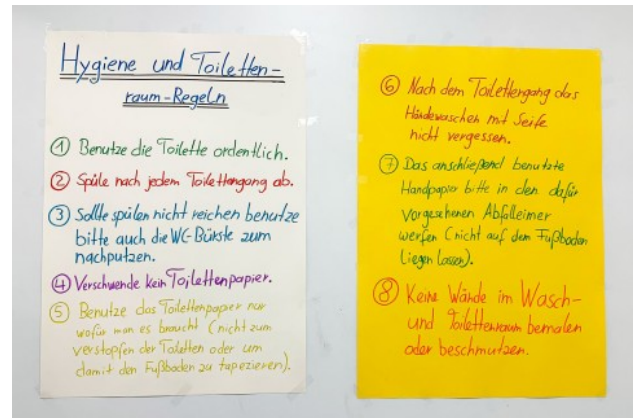 Hygiene und Toiletten-
raum-Regeln
① Benutze die Toilette ordentlich.
② Spüle nach jedem Toilettengang ab.
③ Sollte spülen nicht reichen benutze
bitte auch die WC-Bürste zum
nachputzen.
④ Verschwende kein Toilettenpapier.
⑤ Benutze das Toilettenpapier nur
wofür man es braucht (nicht zum
verstopfen der Toiletten oder um
damit den Fußboden zu tapezieren).
⑥ Nach dem Toilettengang das
Händewaschen mit Seife
nicht vergessen.
⑦ Das anschließend benutzte
Handpapier bitte in den dafür
vorgesehenen Abfalleimer
werfen (nicht auf dem Fußboden
liegen lassen).
⑧ Keine Wände im Wasch-
und Toilettenraum bemalen
oder beschmutzen.